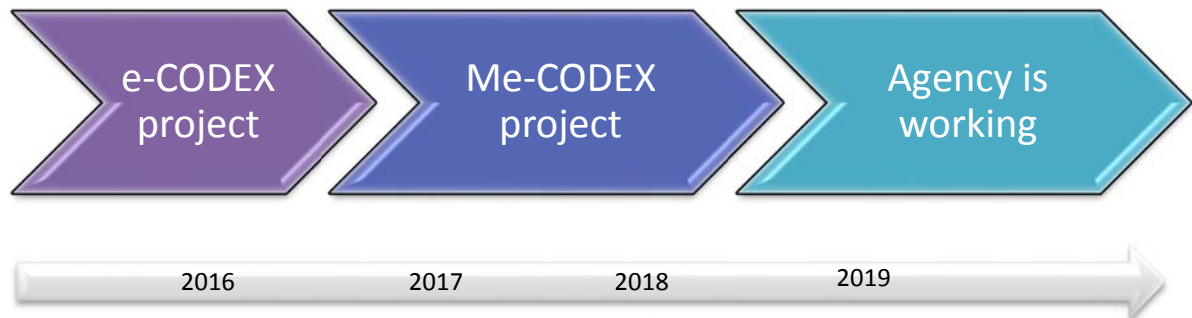 e-CODEX
project
Me-CODEX
project
Agency is
working
2016
2017
2018
2019